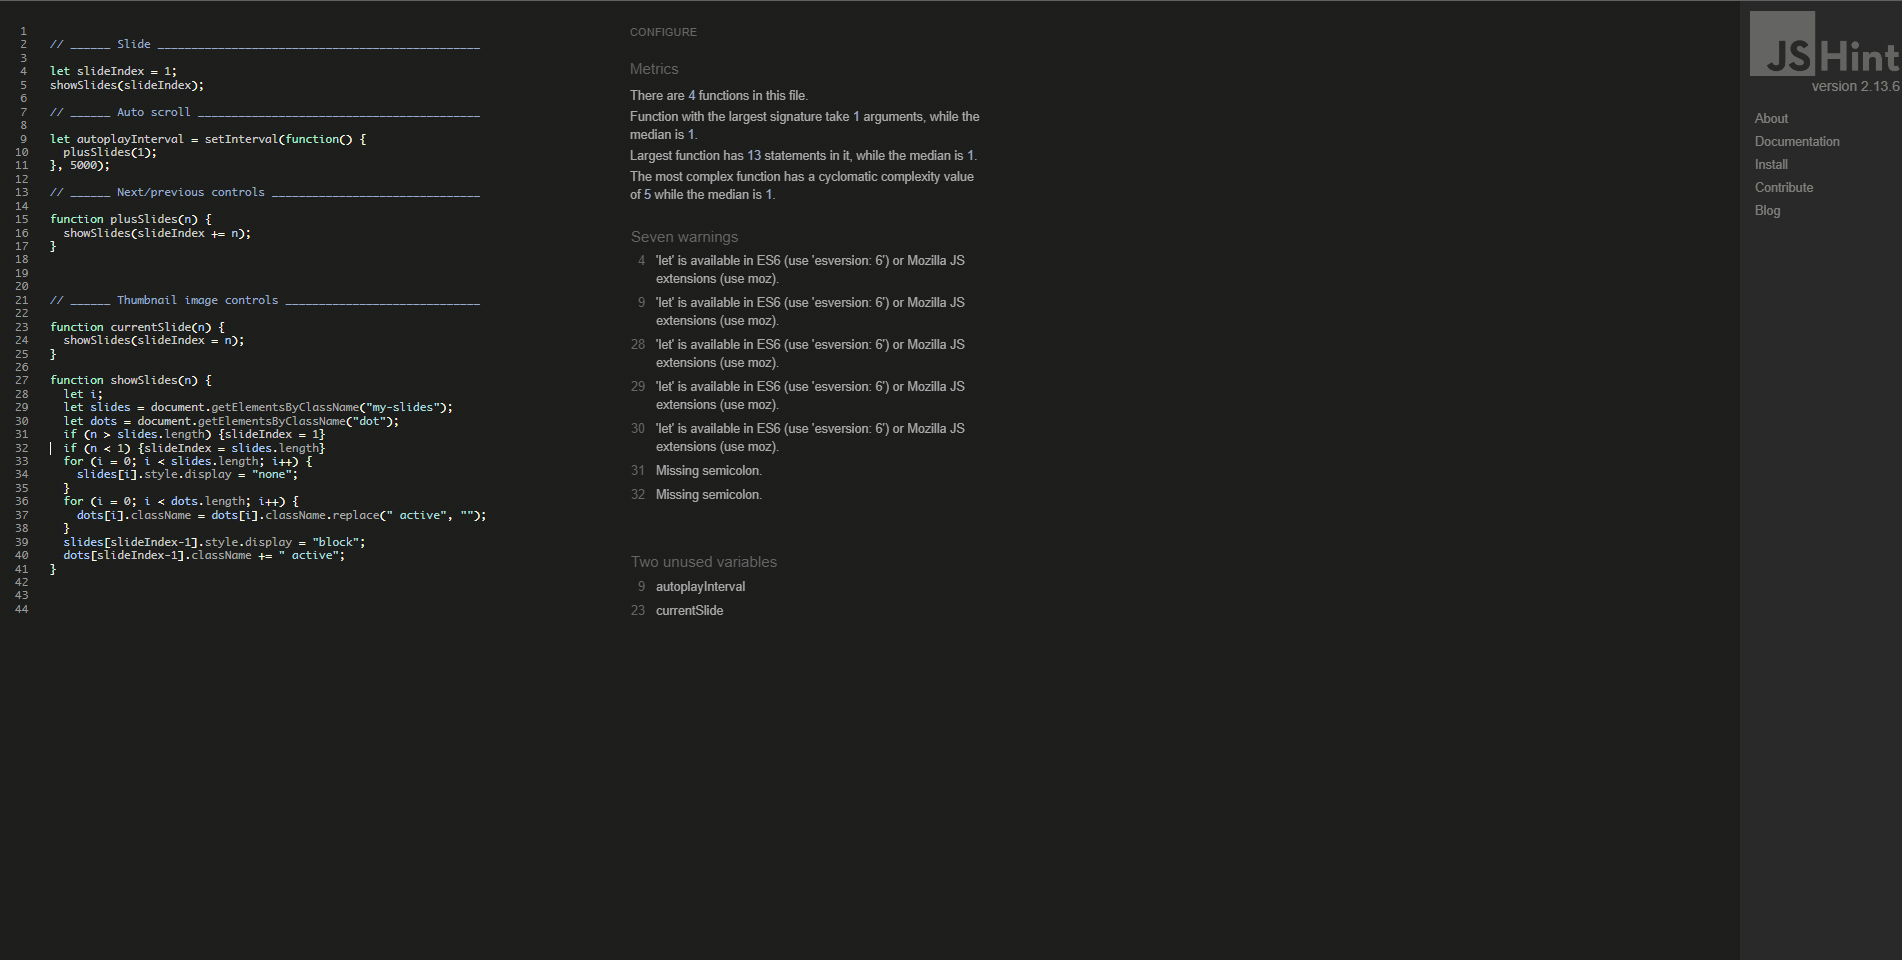 1
2 // ______ Slide ________________________________________________
3
4 let slideIndex = 1;
5 showSlides(slideIndex);
6
7 // ______ Auto scroll __________________________________________
8
9 let autoplayInterval = setInterval(function() {
10   plusSlides(1);
11 }, 5000);
12
13 // ______ Next/previous controls _______________________________
14
15 function plusSlides(n) {
16   showSlides(slideIndex += n);
17 }
18
19
20
21 // ______ Thumbnail image controls _____________________________
22
23 function currentSlide(n) {
24   showSlides(slideIndex = n);
25 }
26
27 function showSlides(n) {
28   let i;
29   let slides = document.getElementsByClassName("my-slides");
30   let dots = document.getElementsByClassName("dot");
31   if (n > slides.length) {slideIndex = 1}
32   if (n < 1) {slideIndex = slides.length}
33   for (i = 0; i < slides.length; i++) {
34     slides[i].style.display = "none";
35   }
36   for (i = 0; i < dots.length; i++) {
37     dots[i].className = dots[i].className.replace(" active", "");
38   }
39   slides[slideIndex-1].style.display = "block";
40   dots[slideIndex-1].className += " active";
41 }
42
43
44
CONFIGURE
Metrics
There are 4 functions in this file.
Function with the largest signature take 1 arguments, while the
median is 1.
Largest function has 13 statements in it, while the median is 1.
The most complex function has a cyclomatic complexity value
of 5 while the median is 1.
Seven warnings
4 'let' is available in ES6 (use 'esversion: 6') or Mozilla JS
extensions (use moz).
9 'let' is available in ES6 (use 'esversion: 6') or Mozilla JS
extensions (use moz).
28 'let' is available in ES6 (use 'esversion: 6') or Mozilla JS
extensions (use moz).
29 'let' is available in ES6 (use 'esversion: 6') or Mozilla JS
extensions (use moz).
30 'let' is available in ES6 (use 'esversion: 6') or Mozilla JS
extensions (use moz).
31 Missing semicolon.
32 Missing semicolon.
Two unused variables
9 autoplayInterval
23 currentSlide
JSHint
version 2.13.6
About
Documentation
Install
Contribute
Blog